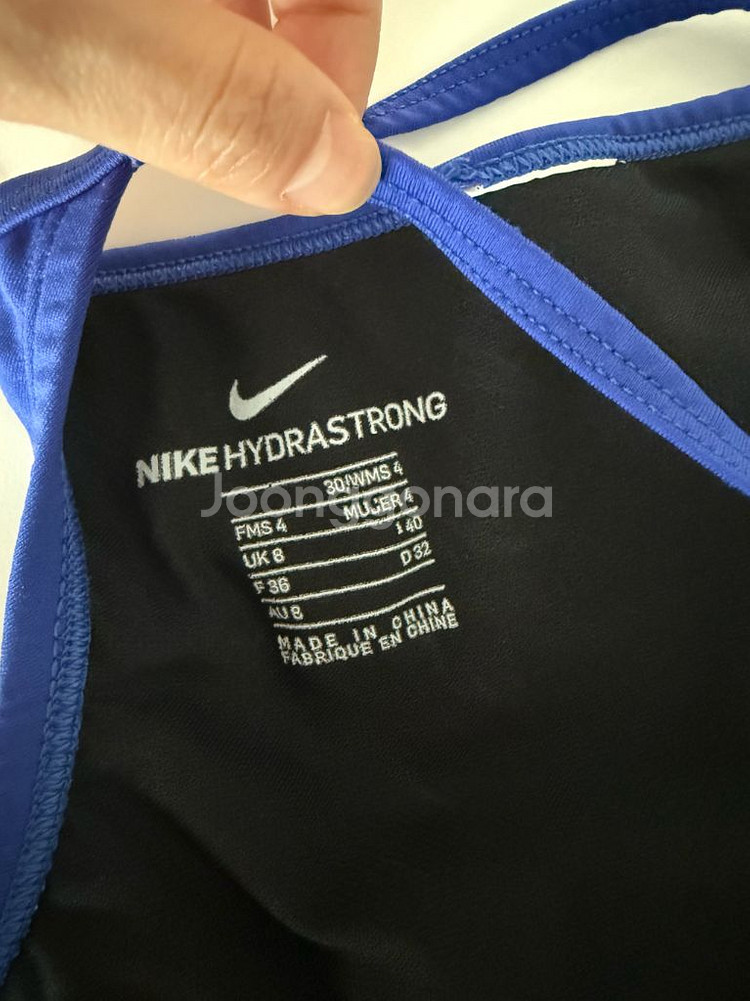 NIKE HYDRASTRONG
30/WMS 4
FMS 4 MUJER 4
UK 8 I 40
F 36 D 32
AU 8
MADE IN CHINA
FABRIQUE EN CHINE
Joonggonara